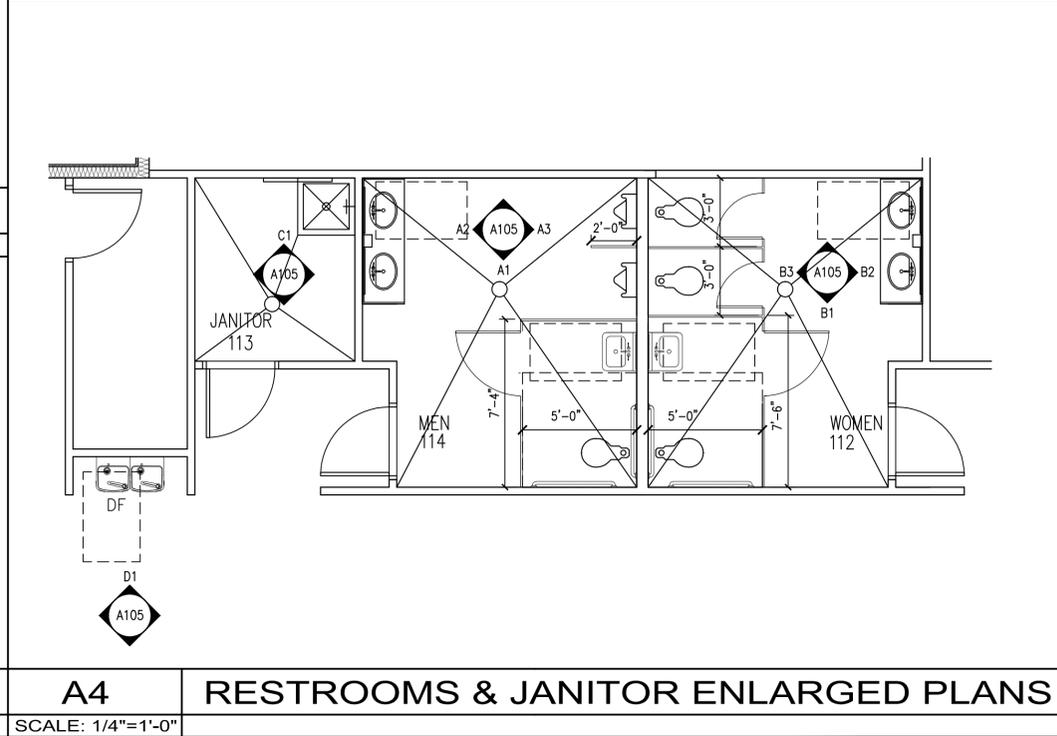 3'-0"
C1
A2
A105
A3
2'-0"
A1
3'-0"
B3
A105
B2
B1
A105
JANITOR
113
7'-4"
5'-0"
5'-0"
7'-6"
MEN
114
WOMEN
112
DF
D1
A105
A4
RESTROOMS & JANITOR ENLARGED PLANS
SCALE: 1/4"=1'-0"